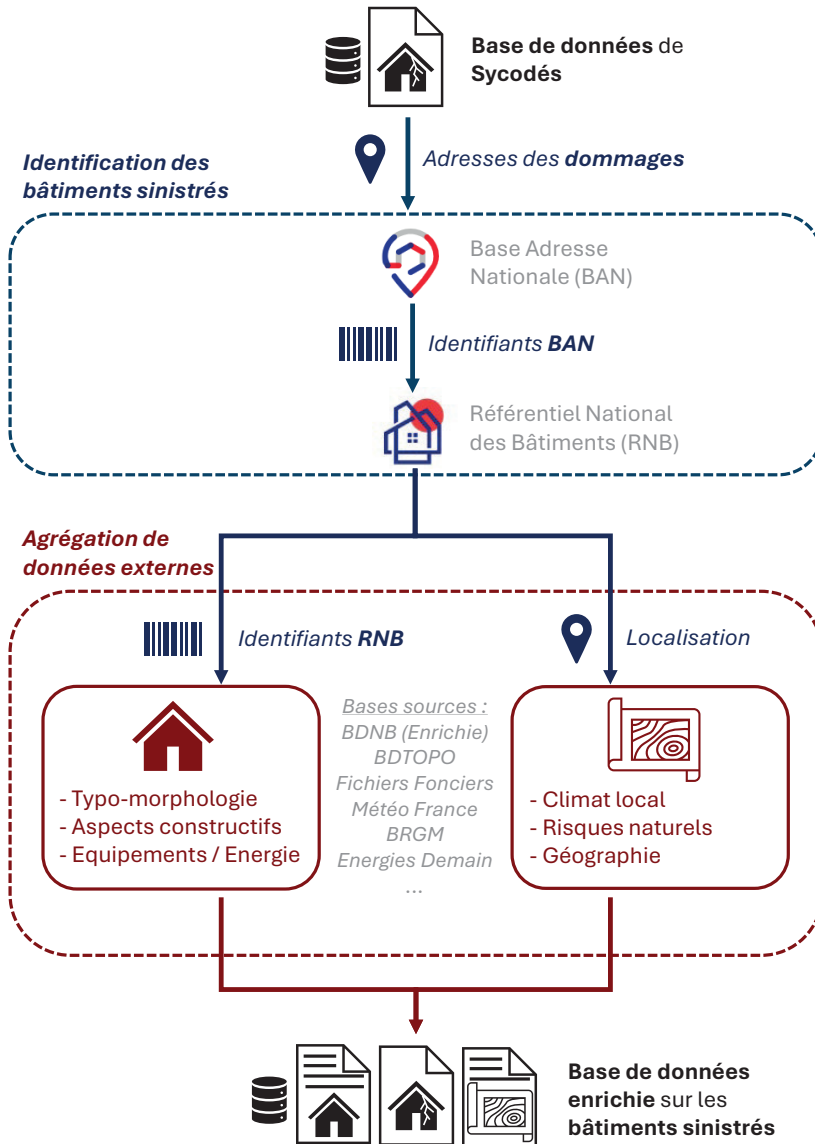 Base de données de
Sycodés
Identification des
bâtiments sinistrés
Adresses des dommages
Base Adresse
Nationale (BAN)
Identifiants BAN
Référentiel National
des Bâtiments (RNB)
Agrégation de
données externes
Identifiants RNB
Localisation
- Typo-morphologie
- Aspects constructifs
- Equipements / Energie
Bases sources :
BDNB (Enrichie)
BDTOPO
Fichiers Fonciers
Météo France
BRGM
Energies Demain
...
- Climat local
- Risques naturels
- Géographie
Base de données
enrichie sur les
bâtiments sinistrés